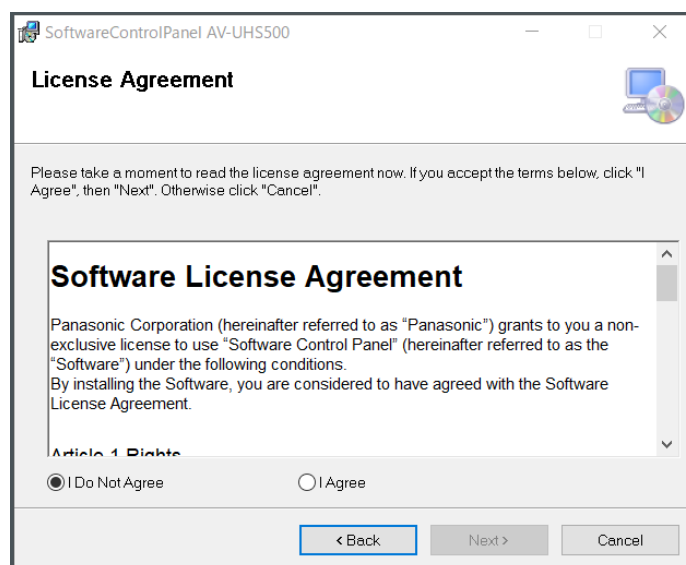 SoftwareControlPanel AV-UHS500
License Agreement
Please take a moment to read the license agreement now. If you accept the terms below, click "I
Agree", then "Next". Otherwise click "Cancel".
Software License Agreement
Panasonic Corporation (hereinafter referred to as “Panasonic”) grants to you a non-
exclusive license to use “Software Control Panel” (hereinafter referred to as the
“Software”) under the following conditions.
By installing the Software, you are considered to have agreed with the Software
License Agreement.
Article 1 Rights
I Do Not Agree
I Agree
< Back
Next >
Cancel